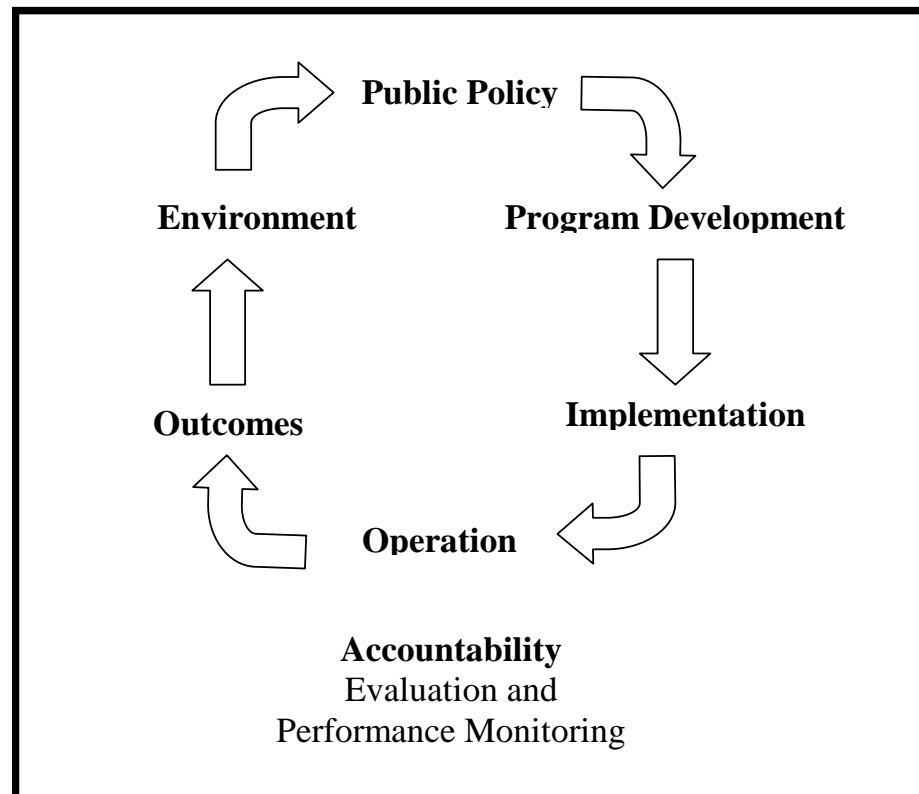 Public Policy
Environment
Program Development
Outcomes
Implementation
Operation
Accountability
Evaluation and
Performance Monitoring